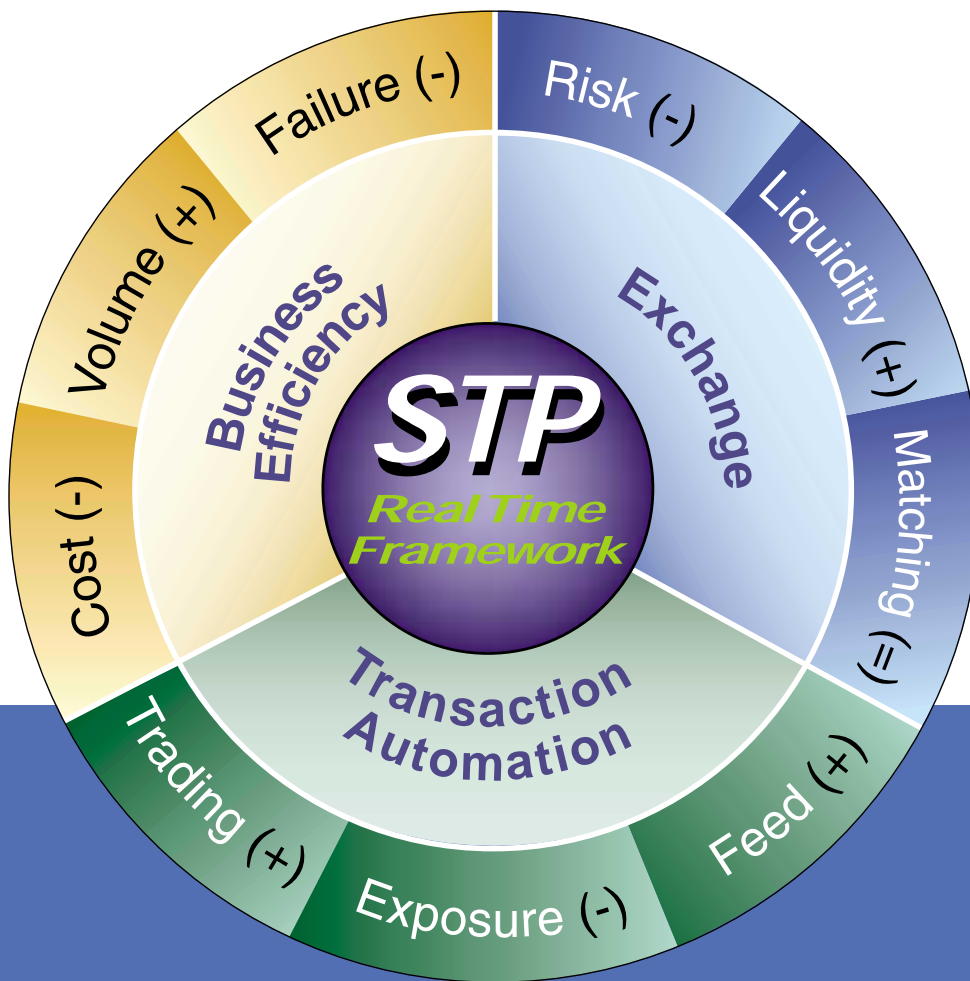 Failure (-)
Risk (-)
Volume (+)
Liquidity (+)
Business
Efficiency
Exchange
STP
Real Time
Framework
Cost (-)
Matching (=)
Transaction
Automation
Trading (+)
Feed (+)
Exposure (-)